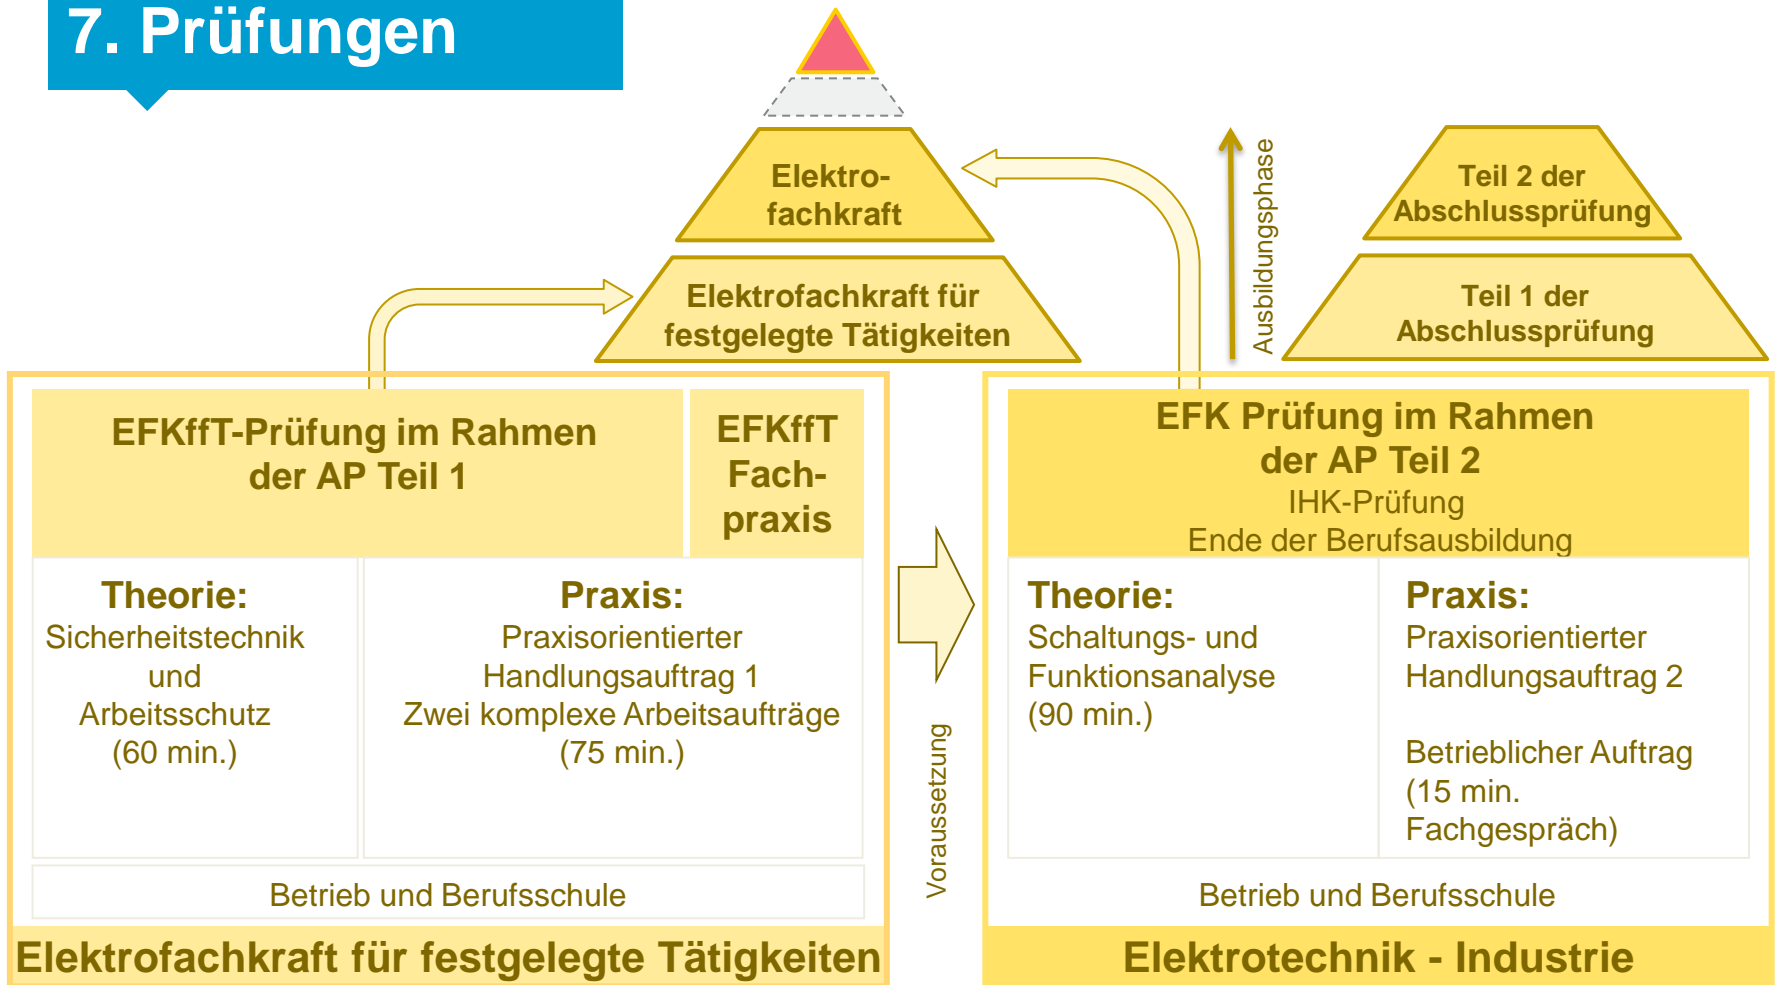 7. Prüfungen
Elektro-
fachkraft
Elektrofachkraft für
festgelegte Tätigkeiten
Ausbildungsphase
Teil 2 der
Abschlussprüfung
Teil 1 der
Abschlussprüfung
EFKffT-Prüfung im Rahmen
der AP Teil 1
EFKffT
Fach-
praxis
Theorie:
Sicherheitstechnik
und
Arbeitsschutz
(60 min.)
Praxis:
Praxisorientierter
Handlungsauftrag 1
Zwei komplexe Arbeitsaufträge
(75 min.)
Betrieb und Berufsschule
Elektrofachkraft für festgelegte Tätigkeiten
Voraussetzung
EFK Prüfung im Rahmen
der AP Teil 2
IHK-Prüfung
Ende der Berufsausbildung
Theorie:
Schaltungs- und
Funktionsanalyse
(90 min.)
Praxis:
Praxisorientierter
Handlungsauftrag 2
Betrieblicher Auftrag
(15 min.
Fachgespräch)
Betrieb und Berufsschule
Elektrotechnik - Industrie